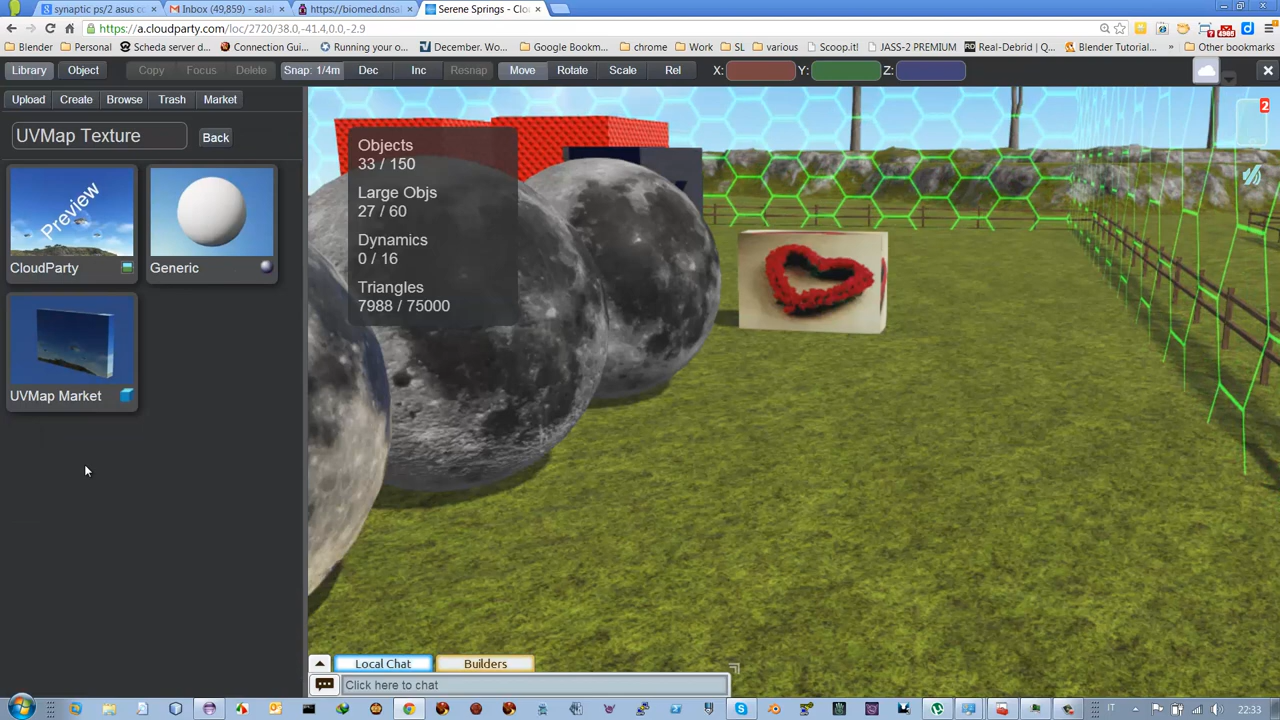 synaptic ps/2 asus co
Inbox (49,859) - salal
https://biomed.dnsal
Serene Springs - Clo
https://a.cloudparty.com/loc/2720/38.0,-41.4,0.0,-2.9
4965
Blender
Personal
Scheda server di...
Connection Gui...
Running your o...
December. Wo...
Google Bookm...
chrome
Work
SL
various
Scoop.it!
JASS-2 PREMIUM
RD Real-Debrid | Q...
Blender Tutorial...
Other bookmarks
Library
Object
Copy
Focus
Delete
Snap: 1/4m
Dec
Inc
Resnap
Move
Rotate
Scale
Rel
X:
Y:
Z:
Upload
Create
Browse
Trash
Market
UVMap Texture
Back
Preview
CloudParty
Generic
UVMap Market
Objects
33 / 150
Large Objs
27 / 60
Dynamics
0 / 16
Triangles
7988 / 75000
2
Local Chat
Builders
Click here to chat
IT
22:33